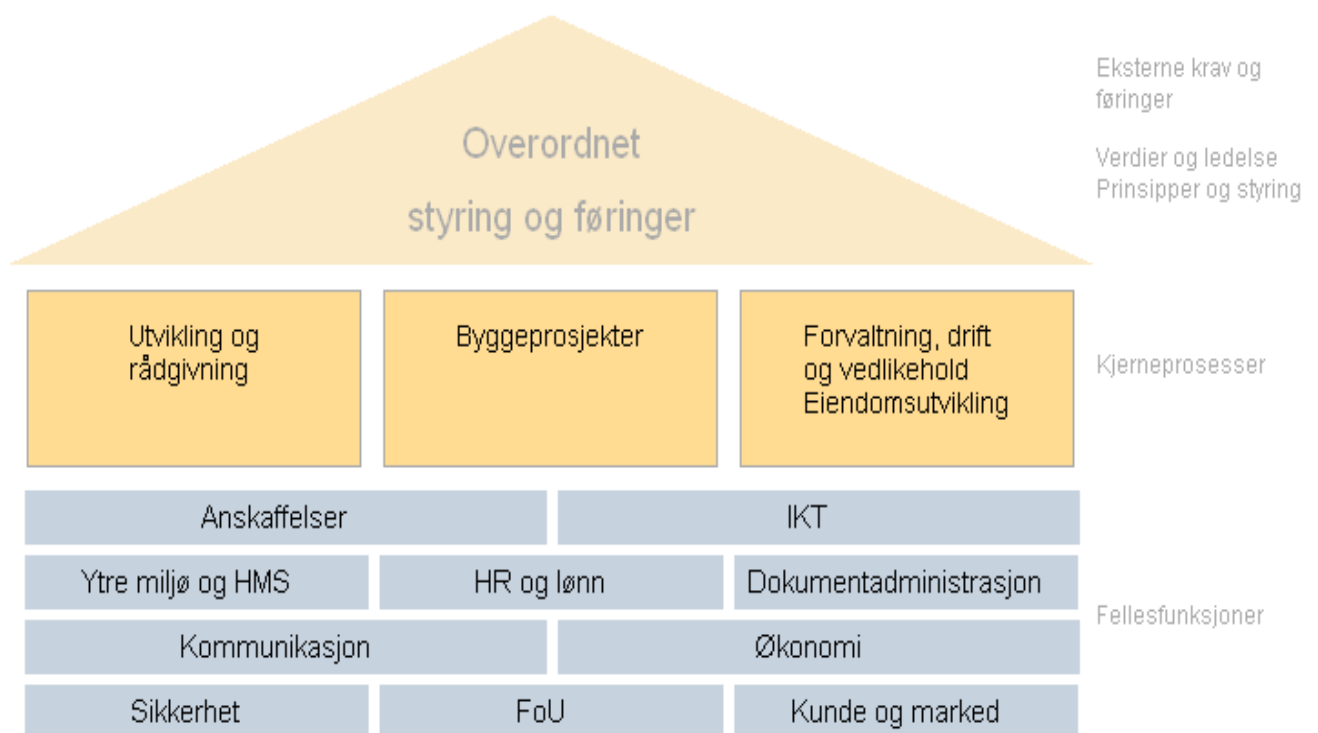 Overordnet
styring og føringer
Eksterne krav og
føringer
Verdier og ledelse
Prinsipper og styring
Utvikling og
rådgivning
Byggeprosjekter
Forvaltning, drift
og vedlikehold
Eiendomsutvikling
Kjerneprosesser
Anskaffelser
IKT
Ytre miljø og HMS
HR og lønn
Dokumentadministrasjon
Fellesfunksjoner
Kommunikasjon
Økonomi
Sikkerhet
FoU
Kunde og marked